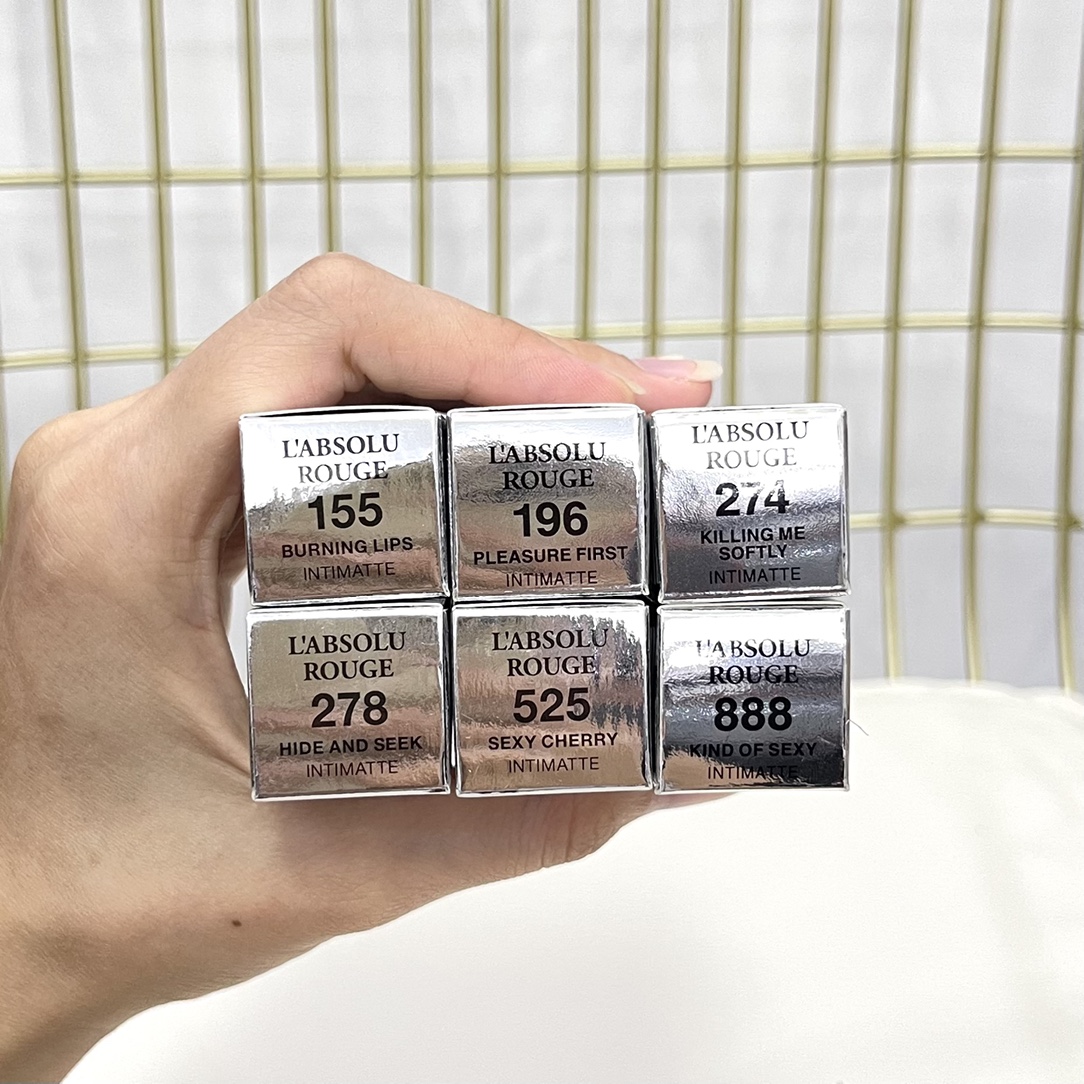 L'ABSOLU
ROUGE
155
BURNING LIPS
INTIMATTE
L'ABSOLU
ROUGE
196
PLEASURE FIRST
INTIMATTE
L'ABSOLU
ROUGE
274
KILLING ME
SOFTLY
INTIMATTE
L'ABSOLU
ROUGE
278
HIDE AND SEEK
INTIMATTE
L'ABSOLU
ROUGE
525
SEXY CHERRY
INTIMATTE
L'ABSOLU
ROUGE
888
KIND OF SEXY
INTIMATTE